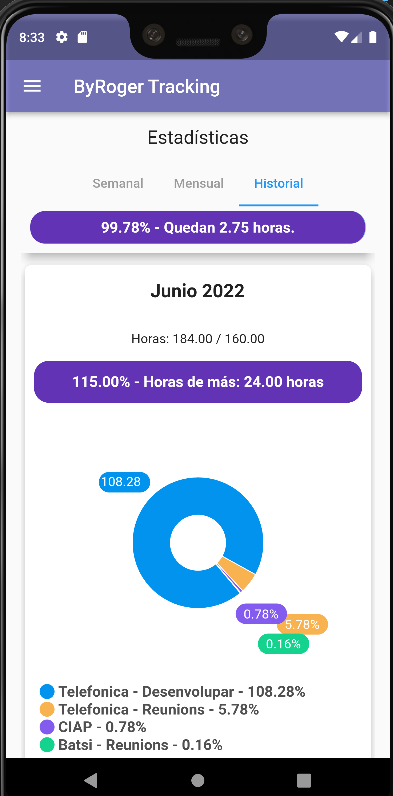 8:33
ByRoger Tracking
Estadísticas
Semanal Mensual Historial
99.78% - Quedan 2.75 horas.
Junio 2022
Horas: 184.00 / 160.00
115.00% - Horas de más: 24.00 horas
108.28
0.78%
5.78%
0.16%
Telefonica - Desenvolupar - 108.28%
Telefonica - Reunions - 5.78%
CIAP - 0.78%
Batsi - Reunions - 0.16%